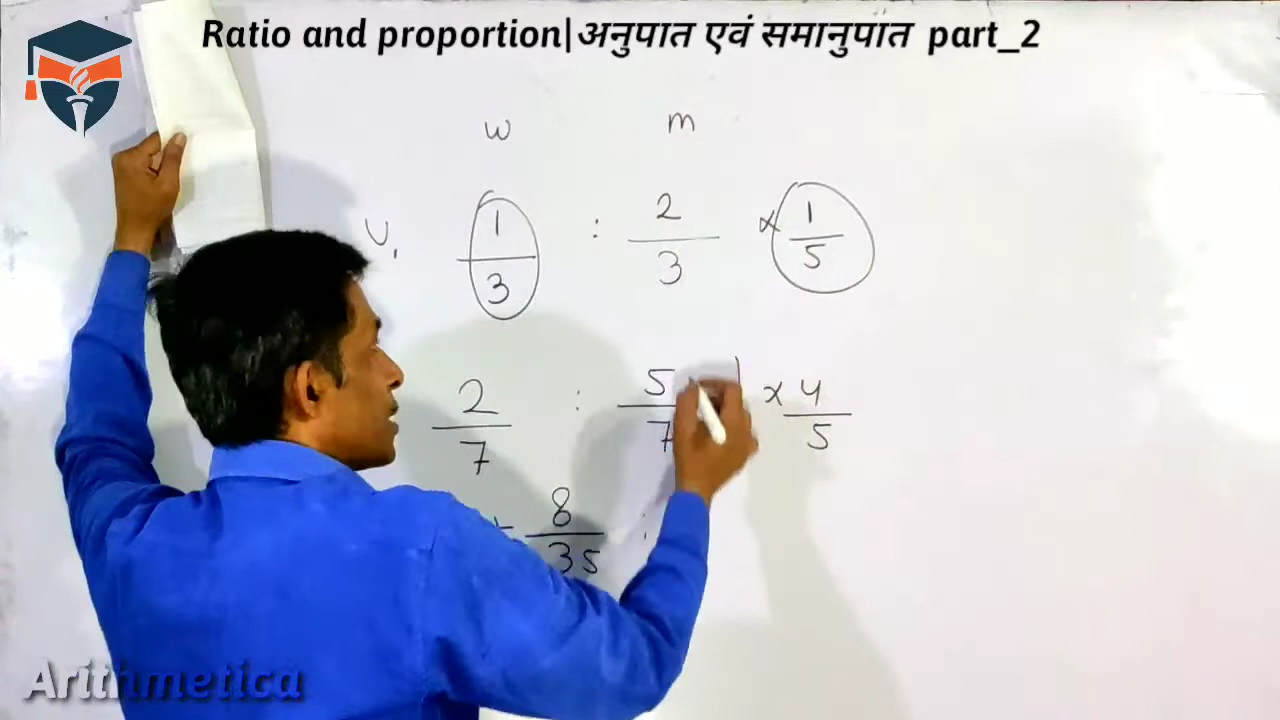 Ratio and proportion|अनुपात एवं समानुपात part_2
w m
V. 1/3 : 2/3 × 1/5
2/7 : 5/7 × 4/5
+ 8/35 :
Arithmetica